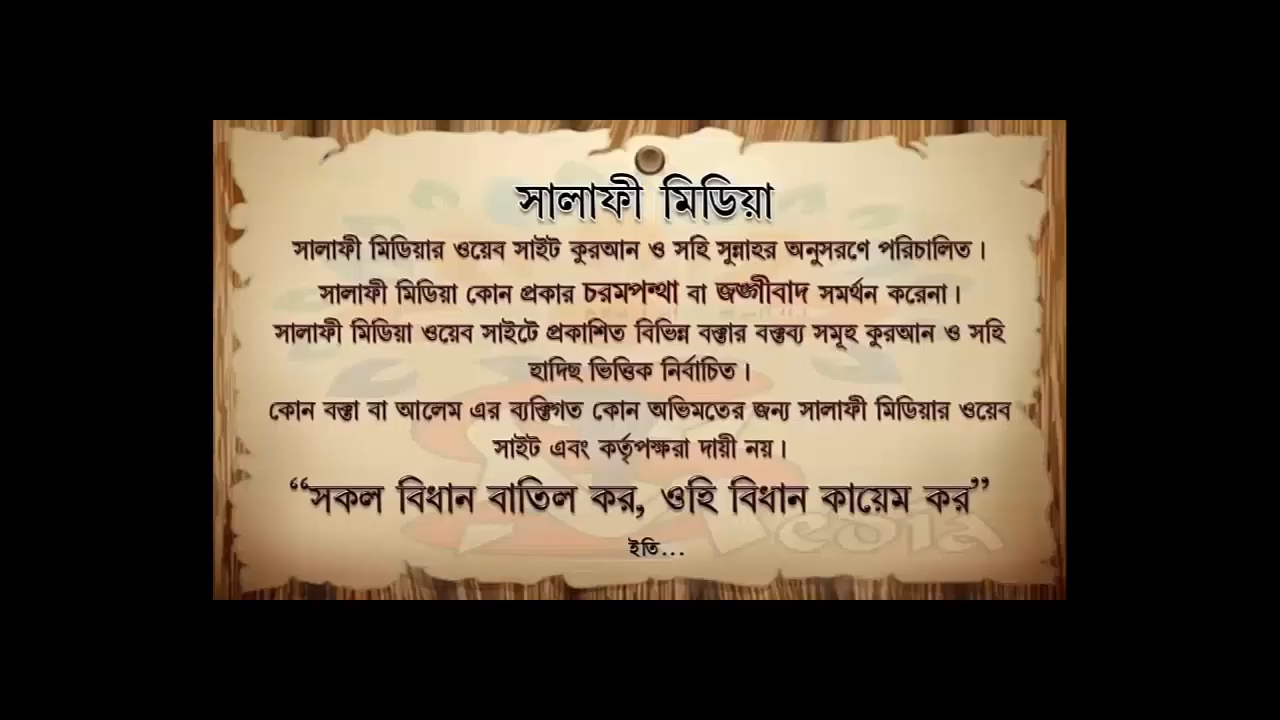 সালাফী মিডিয়া
সালাফী মিডিয়ার ওয়েব সাইট কুরআন ও সহি সুন্নাহর অনুসরণে পরিচালিত।
সালাফী মিডিয়া কোন প্রকার চরমপন্থা বা জঙ্গীবাদ সমর্থন করেনা।
সালাফী মিডিয়া ওয়েব সাইটে প্রকাশিত বিভিন্ন বক্তার বক্তব্য সমূহ কুরআন ও সহি
হাদিছ ভিত্তিক নির্বাচিত।
কোন বক্তা বা আলেম এর ব্যক্তিগত কোন অভিমতের জন্য সালাফী মিডিয়ার ওয়েব
সাইট এবং কর্তৃপক্ষরা দায়ী নয়।
“সকল বিধান বাতিল কর, ওহি বিধান কায়েম কর”
ইতি...